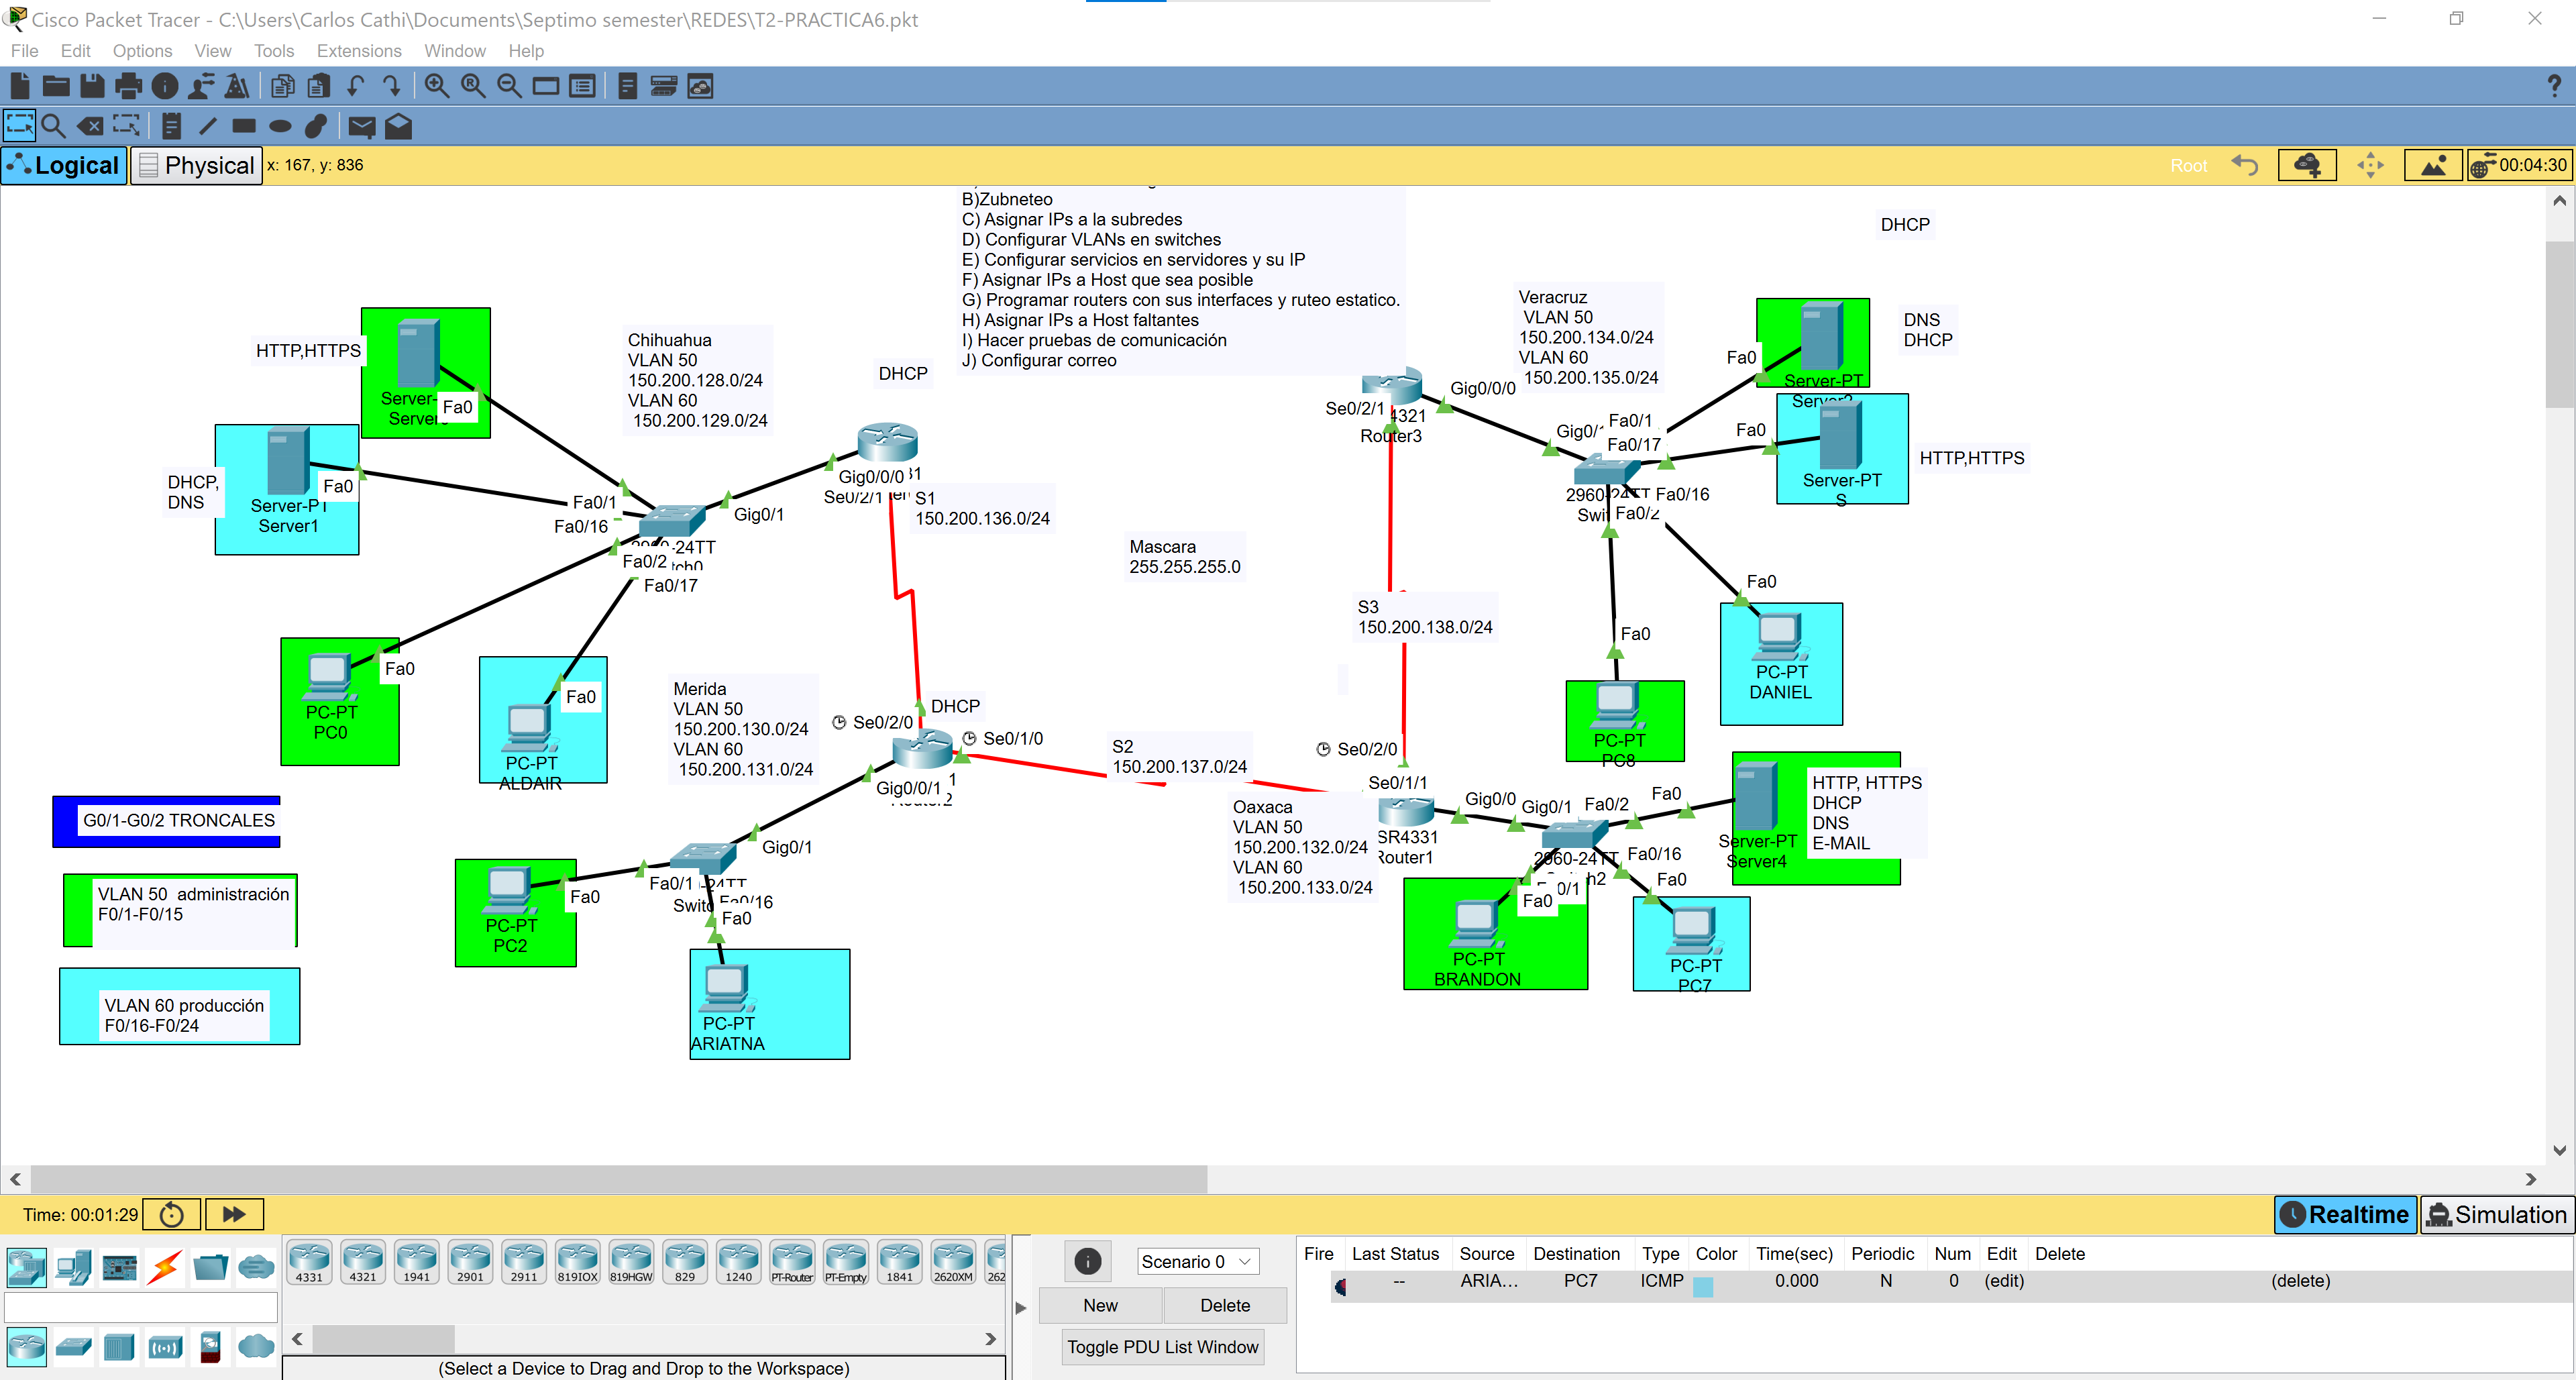 Cisco Packet Tracer - C:\Users\Carlos Cathi\Documents\Septimo semester\REDES\T2-PRACTICA6.pkt
File Edit Options View Tools Extensions Window Help
Logical Physical x: 167, y: 836 Root 00:04:30
B)Zubneteo
C) Asignar IPs a la subredes
D) Configurar VLANs en switches
E) Configurar servicios en servidores y su IP
F) Asignar IPs a Host que sea posible
G) Programar routers con sus interfaces y ruteo estatico.
H) Asignar IPs a Host faltantes
I) Hacer pruebas de comunicación
J) Configurar correo
DHCP
HTTP,HTTPS
Server-
Fa0
DHCP,
DNS
Fa0
Server-PT
Server1
Chihuahua
VLAN 50
150.200.128.0/24
VLAN 60
150.200.129.0/24
DHCP
Gig0/0/0
Se0/2/1
S1
150.200.136.0/24
Fa0/1
Fa0/16
Gig0/1
-24TT
Fa0/2
Fa0/17
Fa0
PC-PT
PC0
Fa0
PC-PT
ALDAIR
Mascara
255.255.255.0
Veracruz
VLAN 50
150.200.134.0/24
VLAN 60
150.200.135.0/24
Gig0/0/0
Se0/2/1
4321
Router3
Fa0
Server-PT
DNS
DHCP
Fa0/1
Fa0/17
Fa0
Server-PT
S
HTTP,HTTPS
Fa0/16
Fa0/2
Fa0
PC-PT
DANIEL
Fa0
PC-PT
PC8
S3
150.200.138.0/24
Merida
VLAN 50
150.200.130.0/24
VLAN 60
150.200.131.0/24
DHCP
Se0/2/0
Se0/1/0
Gig0/0/1
S2
150.200.137.0/24
Se0/2/0
Se0/1/1
SR4331
Router1
Oaxaca
VLAN 50
150.200.132.0/24
VLAN 60
150.200.133.0/24
Gig0/0
Gig0/1
Fa0/2
Fa0
Server-PT
Server4
HTTP, HTTPS
DHCP
DNS
E-MAIL
2960-24TT
Fa0/16
Fa0
Fa0
PC-PT
BRANDON
PC-PT
PC7
Gig0/1
Fa0/1
Fa0/16
Fa0
Fa0
PC-PT
PC2
PC-PT
ARIATNA
G0/1-G0/2 TRONCALES
VLAN 50 administración
F0/1-F0/15
VLAN 60 producción
F0/16-F0/24
Time: 00:01:29
Realtime Simulation
4331 4321 1941 2901 2911 819IOX 819HGW 829 1240 PT-Router PT-Empty 1841 2620XM 262
(Select a Device to Drag and Drop to the Workspace)
Scenario 0
New Delete
Toggle PDU List Window
Fire Last Status Source Destination Type Color Time(sec) Periodic Num Edit Delete
-- ARIA... PC7 ICMP 0.000 N 0 (edit) (delete)